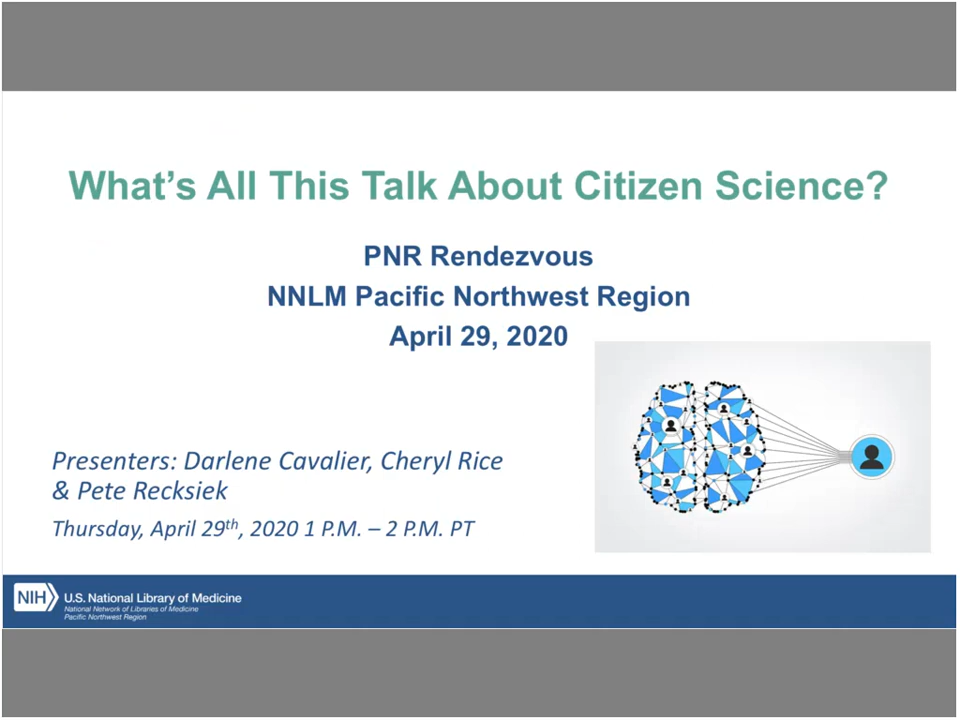 What's All This Talk About Citizen Science?
PNR Rendezvous
NNLM Pacific Northwest Region
April 29, 2020
Presenters: Darlene Cavalier, Cheryl Rice
& Pete Recksiek
Thursday, April 29th, 2020 1 P.M. – 2 P.M. PT
NIH
U.S. National Library of Medicine
National Network of Libraries of Medicine
Pacific Northwest Region